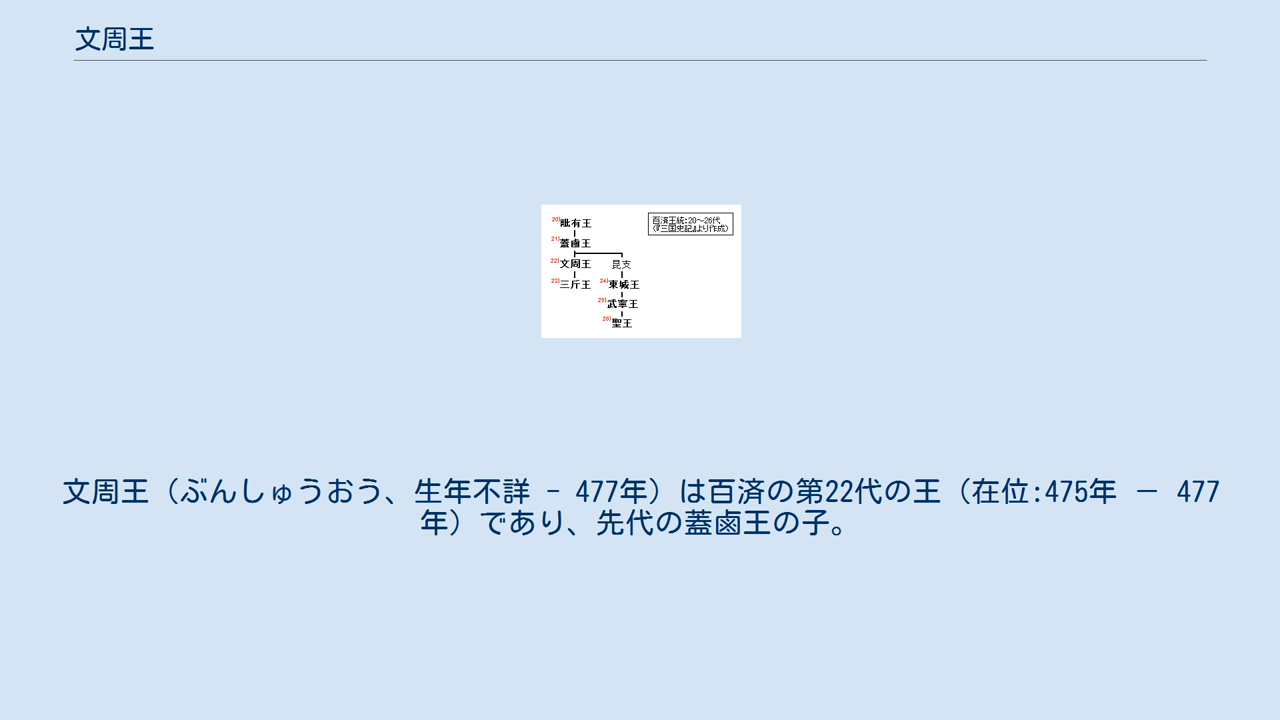 文周王
20)毗有王
百済王統:20〜26代
(『三国史記』より作成)
21)蓋鹵王
22)文周王
昆支
23)三斤王
24)東城王
25)武寧王
26)聖王
文周王（ぶんしゅうおう、生年不詳 - 477年）は百済の第22代の王（在位:475年 － 477
年）であり、先代の蓋鹵王の子。